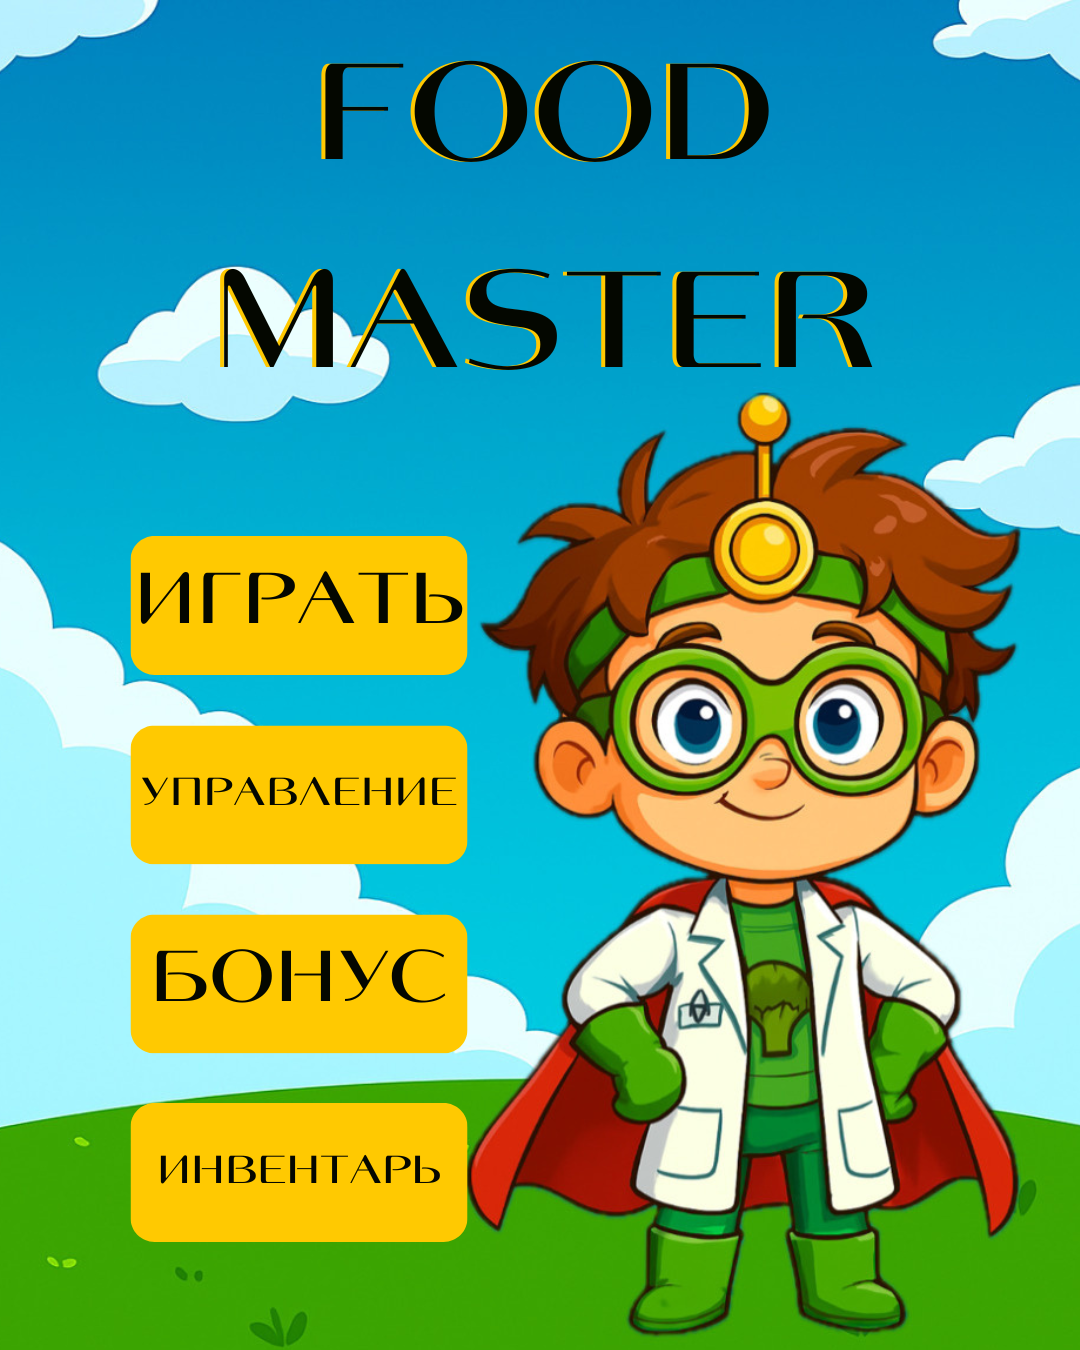 FOOD
MASTER
ИГРАТЬ
УПРАВЛЕНИЕ
БОНУС
ИНВЕНТАРЬ